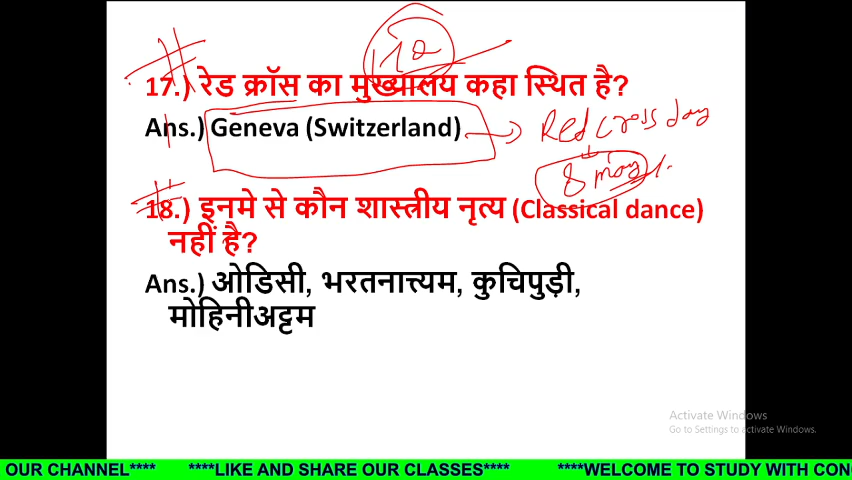 10
17.) रेड क्रॉस का मुख्यालय कहा स्थित है?
Ans.) Geneva (Switzerland)
Red cross day
8 may
18.) इनमे से कौन शास्त्रीय नृत्य (Classical dance)
नहीं है?
Ans.) ओडिसी, भरतनात्त्यम, कुचिपुड़ी,
मोहिनीअट्टम
Activate Windows
Go to Settings to activate Windows.
OUR CHANNEL**** ****LIKE AND SHARE OUR CLASSES**** ****WELCOME TO STUDY WITH CON